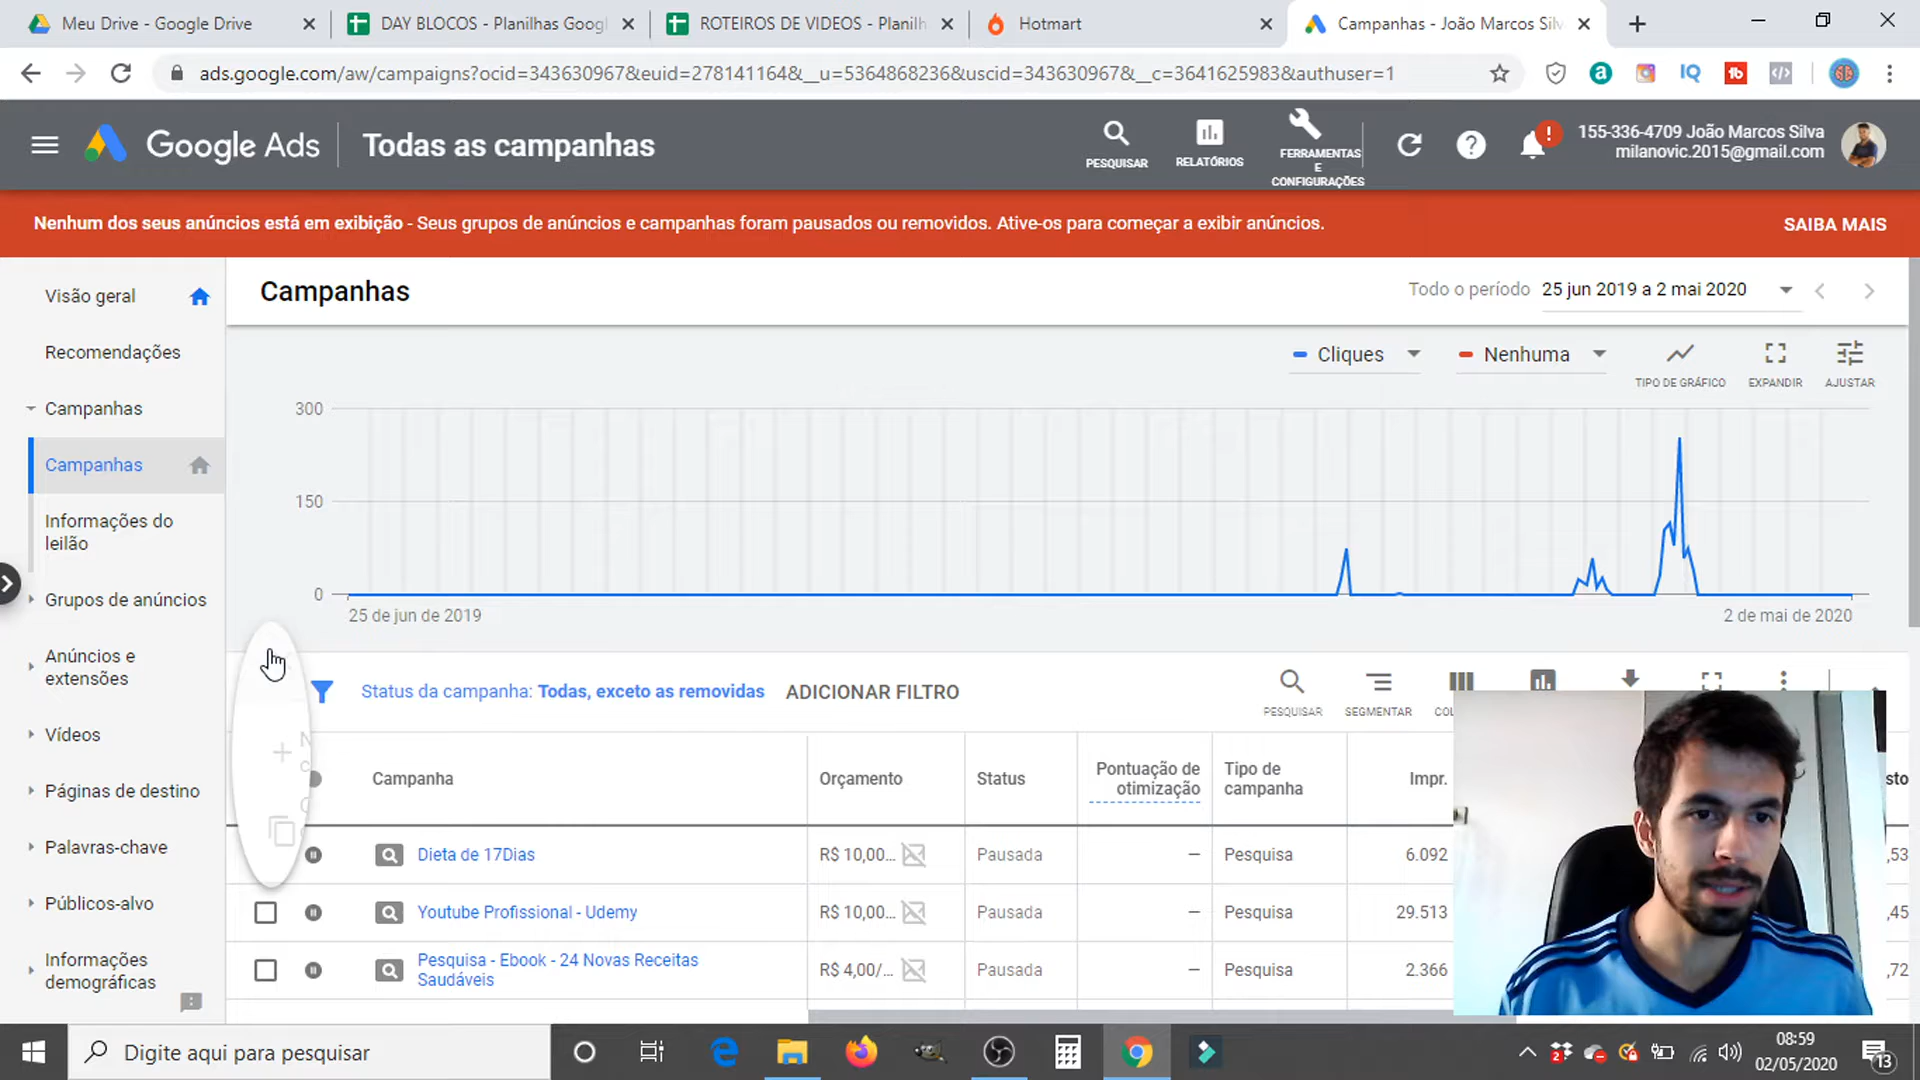 Meu Drive - Google Drive
DAY BLOCOS - Planilhas Googl
ROTEIROS DE VIDEOS - Planilh
Hotmart
Campanhas - João Marcos Silv
ads.google.com/aw/campaigns?ocid=343630967&euid=278141164&__u=5364868236&uscid=343630967&__c=3641625983&authuser=1
Google Ads
Todas as campanhas
PESQUISAR
RELATÓRIOS
FERRAMENTAS
E
CONFIGURAÇÕES
155-336-4709 João Marcos Silva
milanovic.2015@gmail.com
Nenhum dos seus anúncios está em exibição - Seus grupos de anúncios e campanhas foram pausados ou removidos. Ative-os para começar a exibir anúncios.
SAIBA MAIS
Visão geral
Recomendações
Campanhas
Campanhas
Informações do
leilão
Grupos de anúncios
Anúncios e
extensões
Vídeos
Páginas de destino
Palavras-chave
Públicos-alvo
Informações
demográficas
Campanhas
Todo o período 25 jun 2019 a 2 mai 2020
Cliques
Nenhuma
TIPO DE GRÁFICO
EXPANDIR
AJUSTAR
300
150
0
25 de jun de 2019
2 de mai de 2020
Status da campanha: Todas, exceto as removidas
ADICIONAR FILTRO
PESQUISAR
SEGMENTAR
COL
Campanha
Orçamento
Status
Pontuação de
otimização
Tipo de
campanha
Impr.
sto
Dieta de 17Dias
R$ 10,00...
Pausada
—
Pesquisa
6.092
,53
Youtube Profissional - Udemy
R$ 10,00...
Pausada
—
Pesquisa
29.513
,45
Pesquisa - Ebook - 24 Novas Receitas
Saudáveis
R$ 4,00/...
Pausada
—
Pesquisa
2.366
,72
Digite aqui para pesquisar
08:59
02/05/2020
13